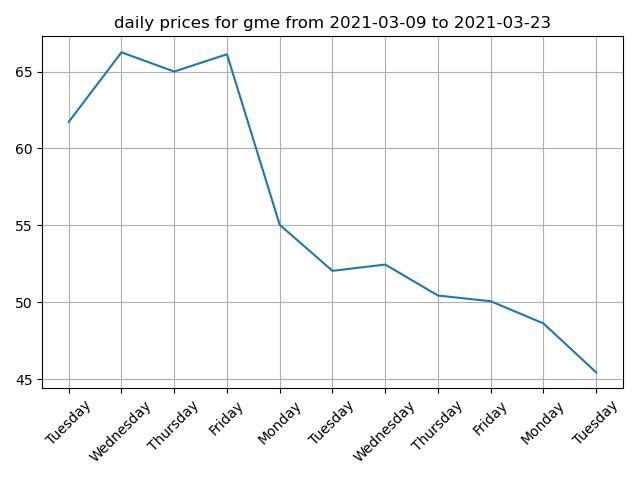 daily prices for gme from 2021-03-09 to 2021-03-23
65
60
55
50
45
Tuesday
Wednesday
Thursday
Friday
Monday
Tuesday
Wednesday
Thursday
Friday
Monday
Tuesday